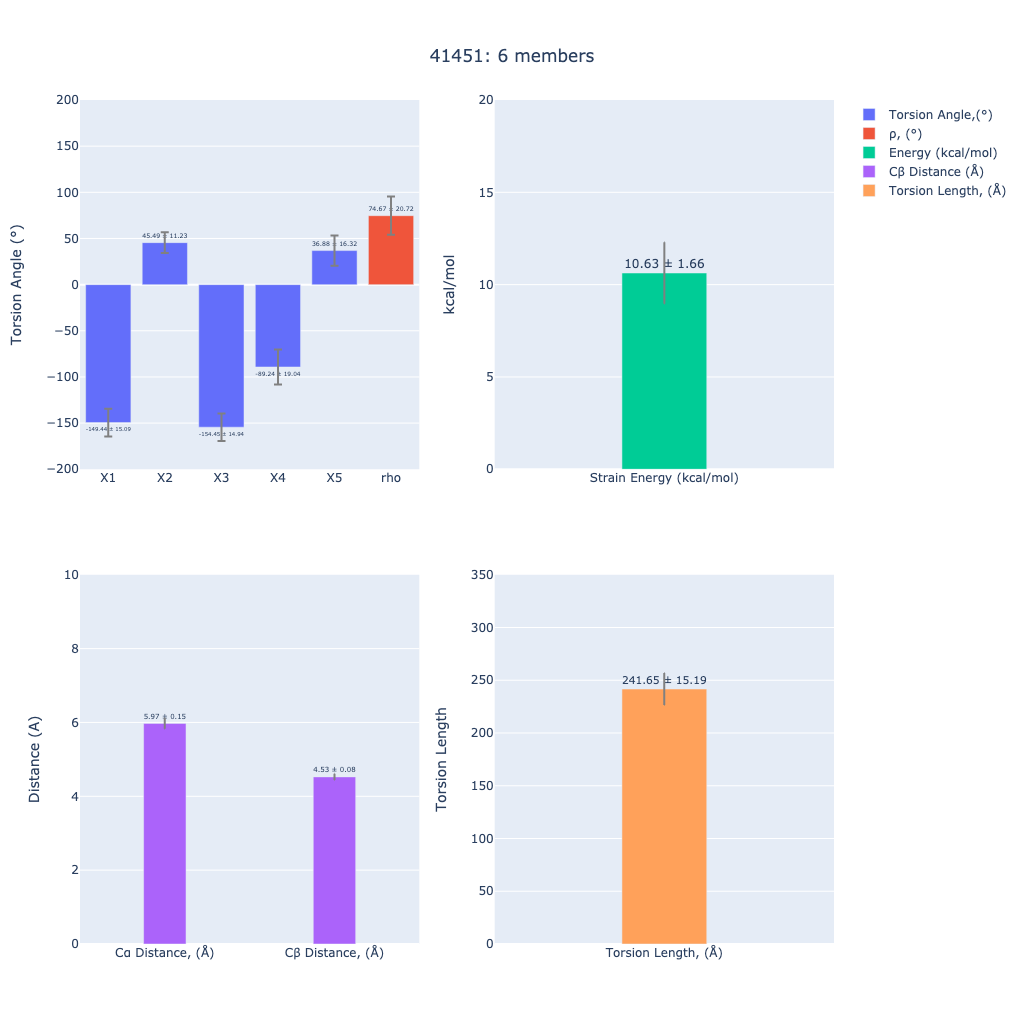 41451: 6 members
Torsion Angle (°)
200
150
100
50
0
−50
−100
−150
−200
-149.44 ± 15.09
45.49 ± 11.23
-154.45 ± 14.94
-89.24 ± 19.04
36.88 ± 16.32
74.67 ± 20.72
X1 X2 X3 X4 X5 rho
kcal/mol
20
15
10
5
0
10.63 ± 1.66
Strain Energy (kcal/mol)
Torsion Angle,(°)
ρ, (°)
Energy (kcal/mol)
Cβ Distance (Å)
Torsion Length, (Å)
Distance (A)
10
8
6
4
2
0
5.97 ± 0.15
4.53 ± 0.08
Cα Distance, (Å) Cβ Distance, (Å)
Torsion Length
350
300
250
200
150
100
50
0
241.65 ± 15.19
Torsion Length, (Å)